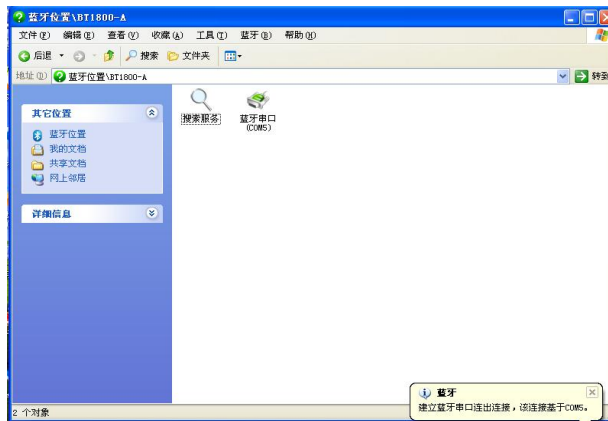 蓝牙位置\BT1800-A
文件(F) 编辑(E) 查看(V) 收藏(A) 工具(T) 蓝牙(B) 帮助(H)
后退 搜索 文件夹
地址(D) 蓝牙位置\BT1800-A 转到
其它位置
蓝牙位置
我的文档
共享文档
网上邻居
详细信息
搜索服务
蓝牙串口
(COM5)
蓝牙
建立蓝牙串口连出连接，该连接基于COM5。
2 个对象